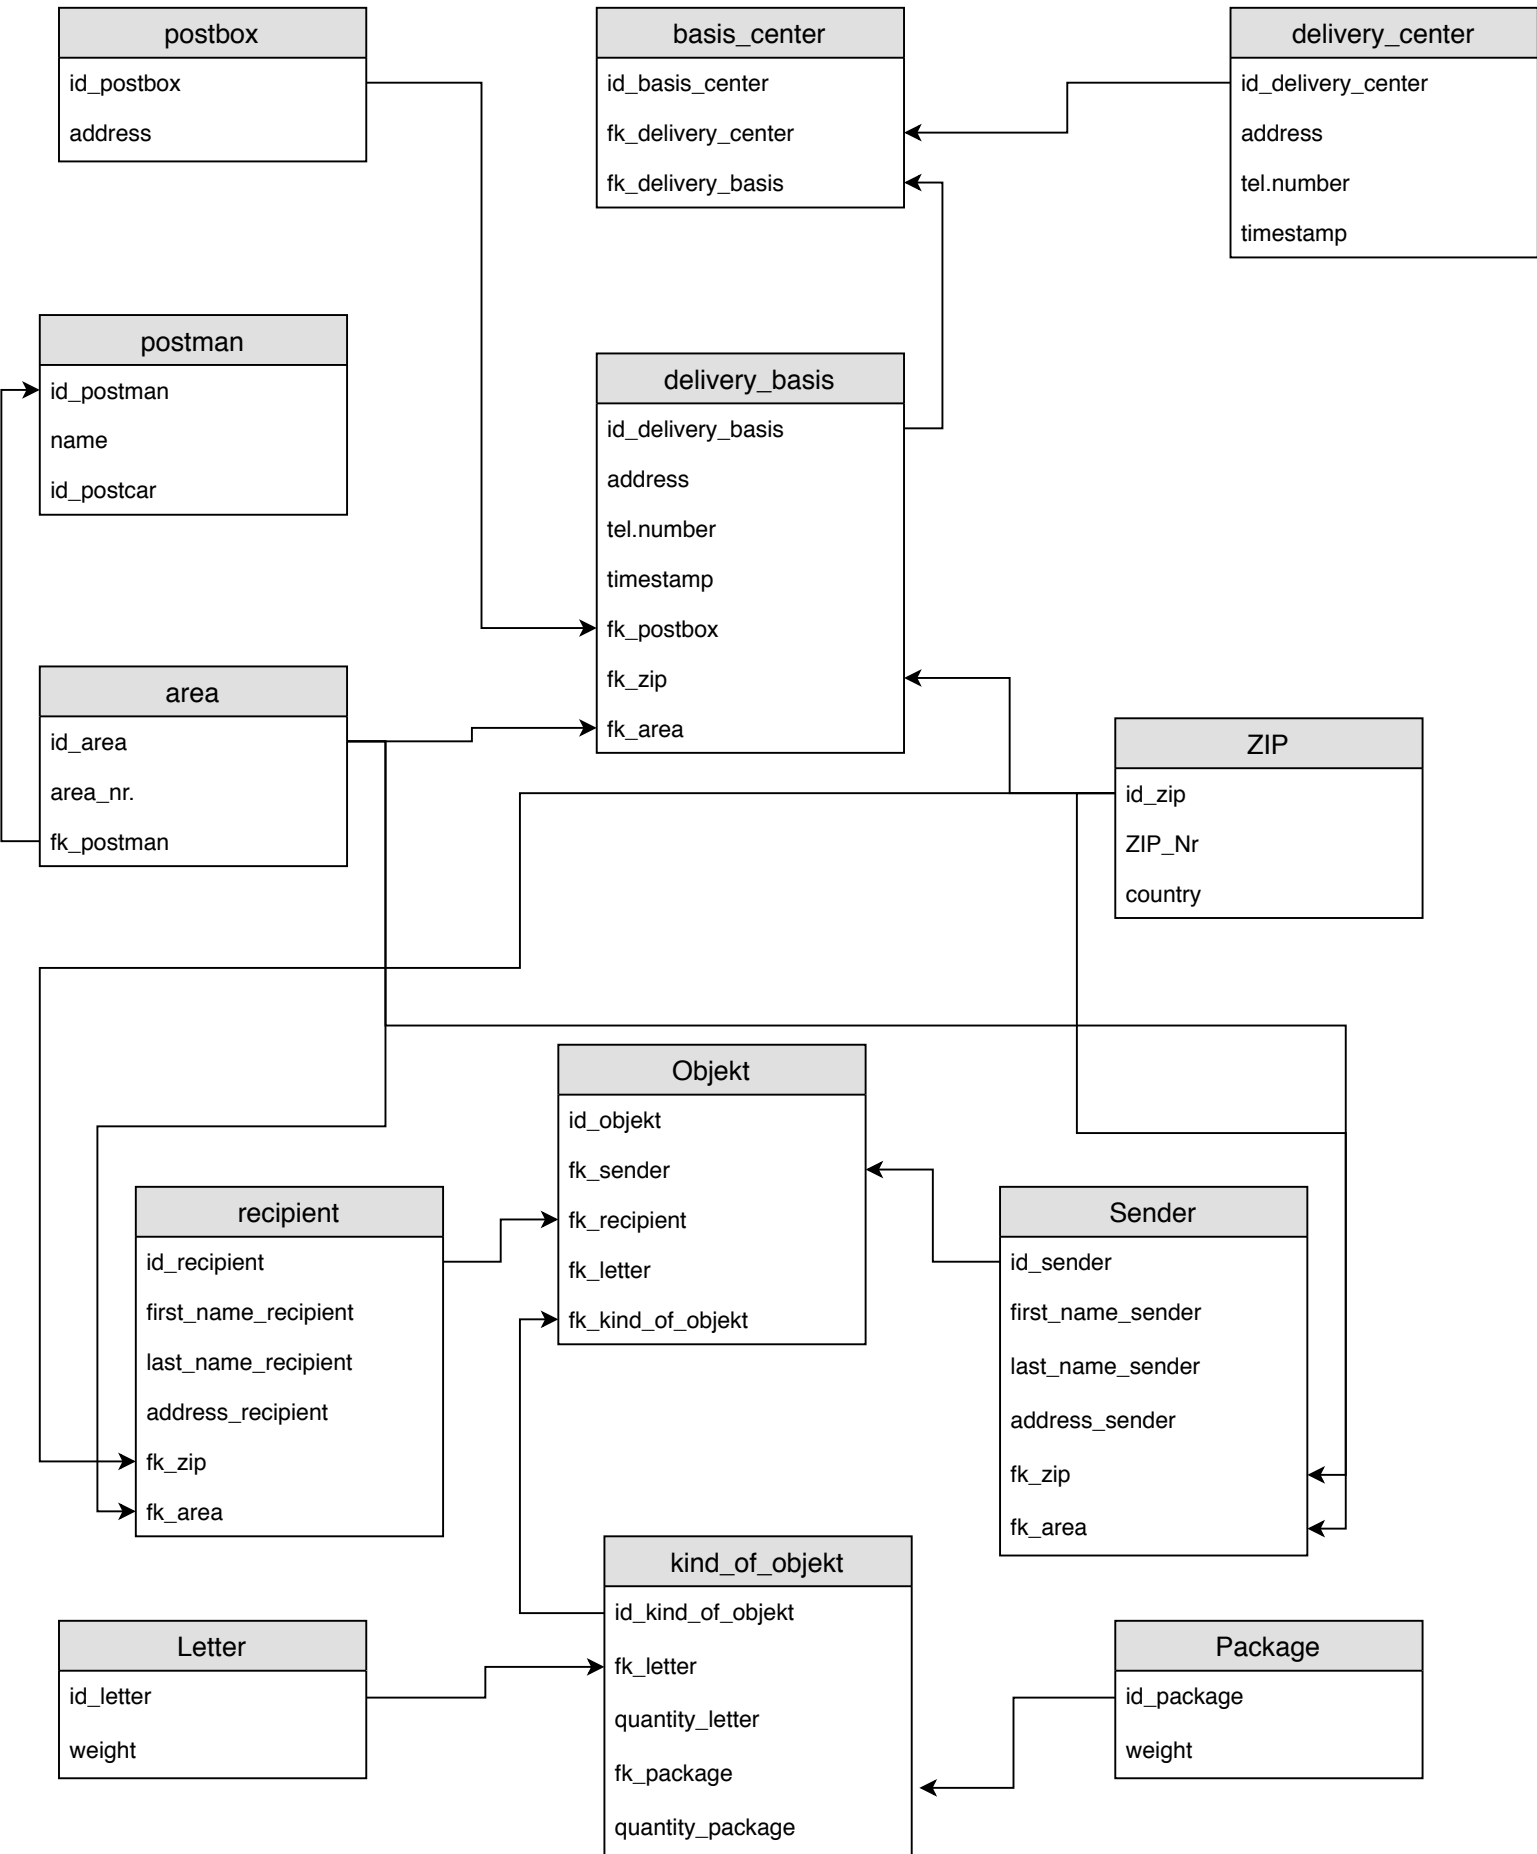 postbox
id_postbox
address
basis_center
id_basis_center
fk_delivery_center
fk_delivery_basis
delivery_center
id_delivery_center
address
tel.number
timestamp
postman
id_postman
name
id_postcar
delivery_basis
id_delivery_basis
address
tel.number
timestamp
fk_postbox
fk_zip
fk_area
area
id_area
area_nr.
fk_postman
ZIP
id_zip
ZIP_Nr
country
Objekt
id_objekt
fk_sender
fk_recipient
fk_letter
fk_kind_of_objekt
recipient
id_recipient
first_name_recipient
last_name_recipient
address_recipient
fk_zip
fk_area
Sender
id_sender
first_name_sender
last_name_sender
address_sender
fk_zip
fk_area
kind_of_objekt
id_kind_of_objekt
fk_letter
quantity_letter
fk_package
quantity_package
Letter
id_letter
weight
Package
id_package
weight